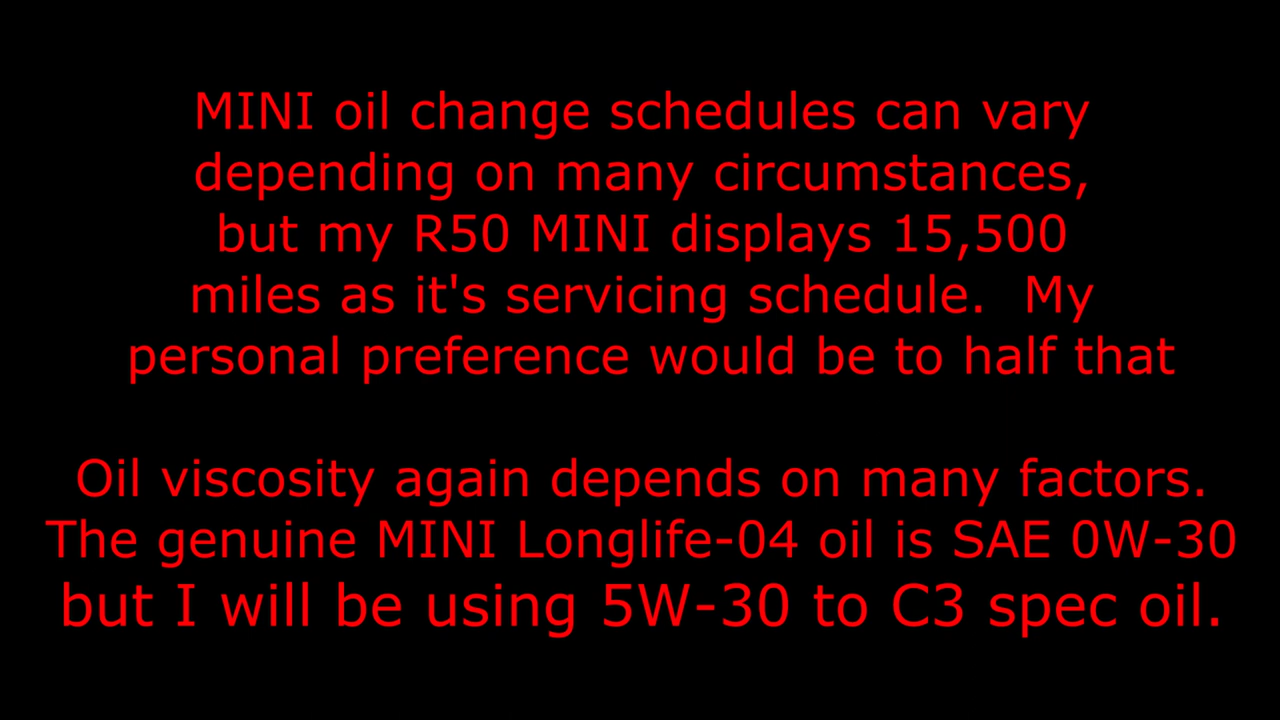 MINI oil change schedules can vary
depending on many circumstances,
but my R50 MINI displays 15,500
miles as it's servicing schedule.  My
personal preference would be to half that
Oil viscosity again depends on many factors.
The genuine MINI Longlife-04 oil is SAE 0W-30
but I will be using 5W-30 to C3 spec oil.